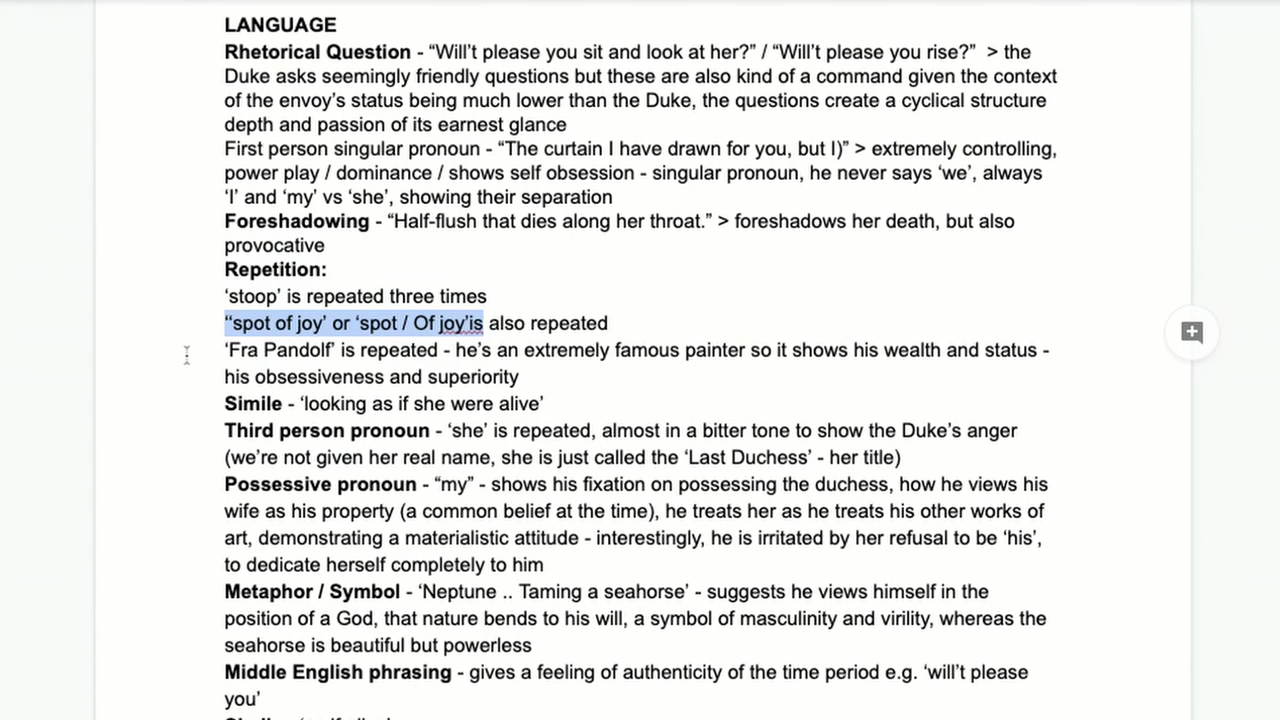 LANGUAGE
Rhetorical Question - “Will’t please you sit and look at her?” / “Will’t please you rise?”  > the
Duke asks seemingly friendly questions but these are also kind of a command given the context
of the envoy’s status being much lower than the Duke, the questions create a cyclical structure
depth and passion of its earnest glance
First person singular pronoun - “The curtain I have drawn for you, but I)” > extremely controlling,
power play / dominance / shows self obsession - singular pronoun, he never says ‘we’, always
‘I’ and ‘my’ vs ‘she’, showing their separation
Foreshadowing - “Half-flush that dies along her throat.” > foreshadows her death, but also
provocative
Repetition:
‘stoop’ is repeated three times
“spot of joy’ or ‘spot / Of joy’is also repeated
‘Fra Pandolf’ is repeated - he’s an extremely famous painter so it shows his wealth and status -
his obsessiveness and superiority
Simile - ‘looking as if she were alive’
Third person pronoun - ‘she’ is repeated, almost in a bitter tone to show the Duke’s anger
(we’re not given her real name, she is just called the ‘Last Duchess’ - her title)
Possessive pronoun - “my” - shows his fixation on possessing the duchess, how he views his
wife as his property (a common belief at the time), he treats her as he treats his other works of
art, demonstrating a materialistic attitude - interestingly, he is irritated by her refusal to be ‘his’,
to dedicate herself completely to him
Metaphor / Symbol - ‘Neptune .. Taming a seahorse’ - suggests he views himself in the
position of a God, that nature bends to his will, a symbol of masculinity and virility, whereas the
seahorse is beautiful but powerless
Middle English phrasing - gives a feeling of authenticity of the time period e.g. ‘will’t please
you’